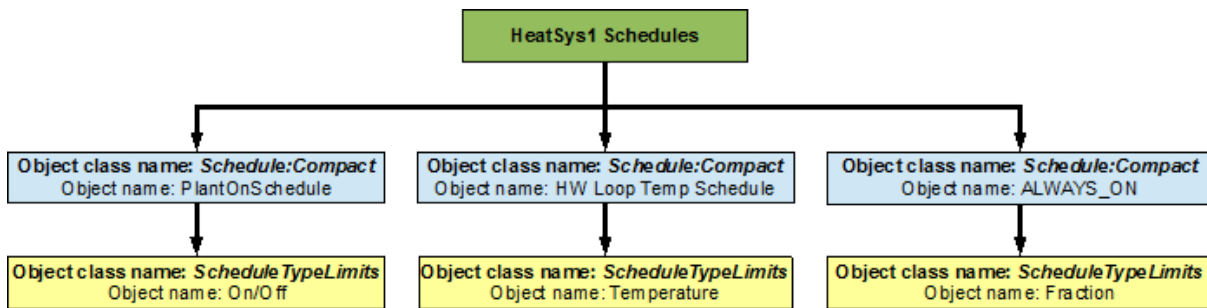 HeatSys1 Schedules
Object class name: Schedule:Compact
Object name: PlantOnSchedule
Object class name: Schedule:Compact
Object name: HW Loop Temp Schedule
Object class name: Schedule:Compact
Object name: ALWAYS_ON
Object class name: ScheduleTypeLimits
Object name: On/Off
Object class name: ScheduleTypeLimits
Object name: Temperature
Object class name: ScheduleTypeLimits
Object name: Fraction